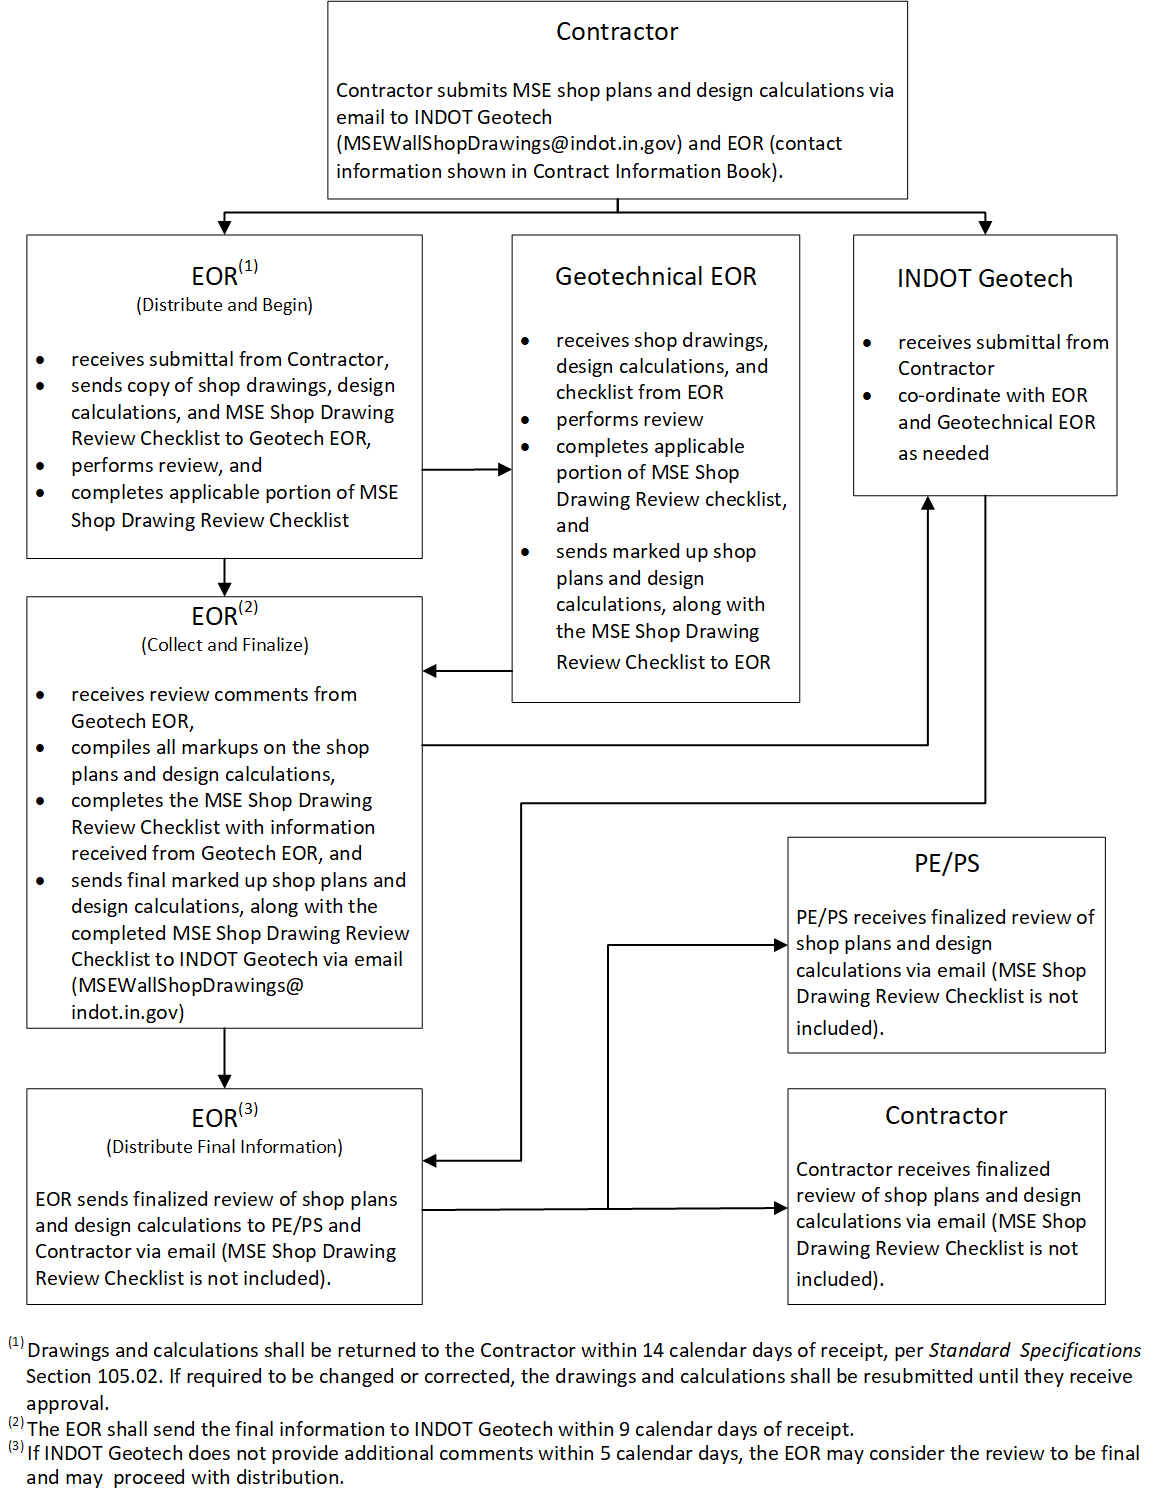 Contractor
Contractor submits MSE shop plans and design calculations via
email to INDOT Geotech
(MSEWallShopDrawings@indot.in.gov) and EOR (contact
information shown in Contract Information Book).
EOR(1)
(Distribute and Begin)
• receives submittal from Contractor,
• sends copy of shop drawings, design
calculations, and MSE Shop Drawing
Review Checklist to Geotech EOR,
• performs review, and
• completes applicable portion of MSE
Shop Drawing Review Checklist
Geotechnical EOR
• receives shop drawings,
design calculations, and
checklist from EOR
• performs review
• completes applicable
portion of MSE Shop
Drawing Review checklist,
and
• sends marked up shop
plans and design
calculations, along with
the MSE Shop Drawing
Review Checklist to EOR
INDOT Geotech
• receives submittal from
Contractor
• co-ordinate with EOR
and Geotechnical EOR
as needed
EOR(2)
(Collect and Finalize)
• receives review comments from
Geotech EOR,
• compiles all markups on the shop
plans and design calculations,
• completes the MSE Shop Drawing
Review Checklist with information
received from Geotech EOR, and
• sends final marked up shop plans and
design calculations, along with the
completed MSE Shop Drawing Review
Checklist to INDOT Geotech via email
(MSEWallShopDrawings@
indot.in.gov)
PE/PS
PE/PS receives finalized review of
shop plans and design
calculations via email (MSE Shop
Drawing Review Checklist is not
included).
EOR(3)
(Distribute Final Information)
EOR sends finalized review of shop plans
and design calculations to PE/PS and
Contractor via email (MSE Shop Drawing
Review Checklist is not included).
Contractor
Contractor receives finalized
review of shop plans and design
calculations via email (MSE Shop
Drawing Review Checklist is not
included).
(1) Drawings and calculations shall be returned to the Contractor within 14 calendar days of receipt, per Standard Specifications
Section 105.02. If required to be changed or corrected, the drawings and calculations shall be resubmitted until they receive
approval.
(2) The EOR shall send the final information to INDOT Geotech within 9 calendar days of receipt.
(3) If INDOT Geotech does not provide additional comments within 5 calendar days, the EOR may consider the review to be final
and may proceed with distribution.